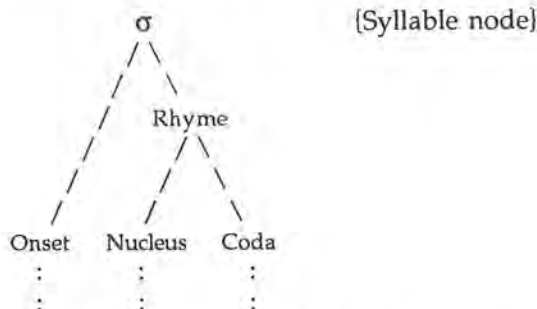 σ {Syllable node}
Rhyme
Onset Nucleus Coda
: : :
: : :